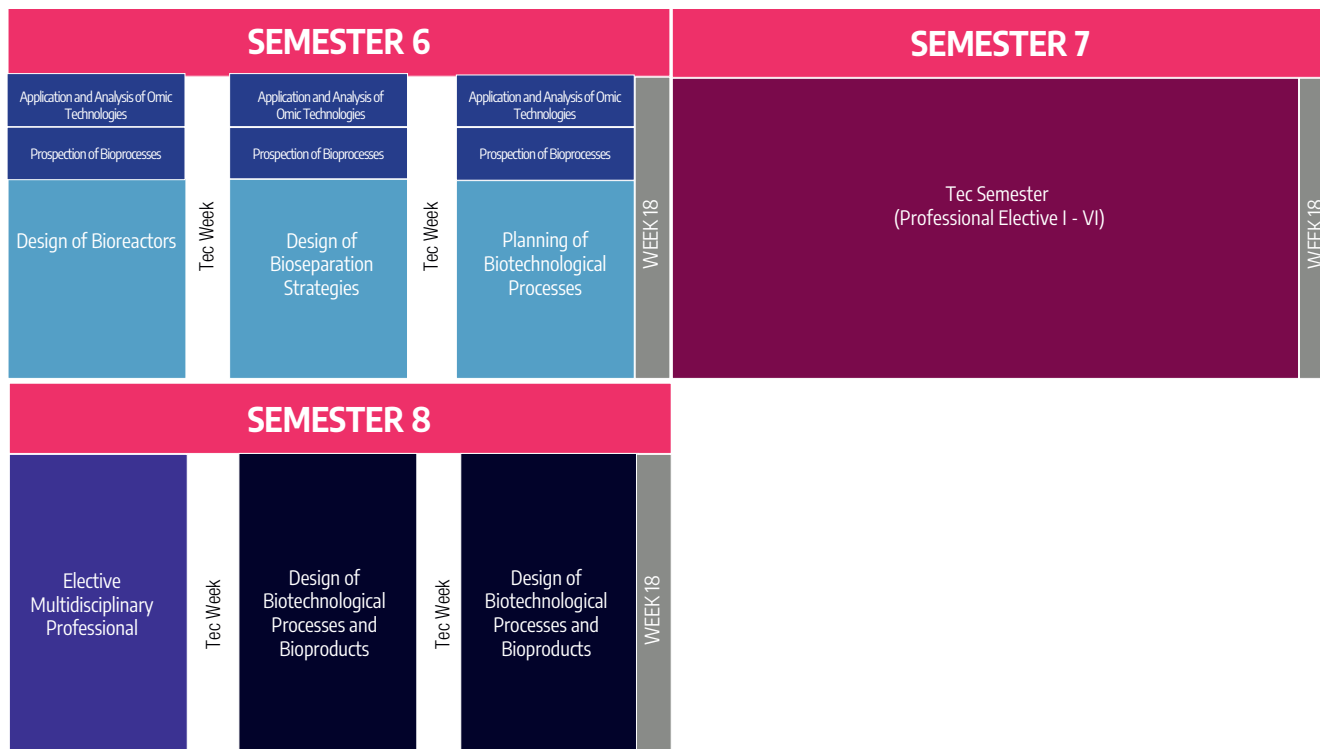 SEMESTER 6
Application and Analysis of Omic
Technologies
Prospection of Bioprocesses
Design of Bioreactors
Tec Week
Application and Analysis of
Omic Technologies
Prospection of Bioprocesses
Design of
Bioseparation
Strategies
Tec Week
Application and Analysis of Omic
Technologies
Prospection of Bioprocesses
Planning of
Biotechnological
Processes
WEEK 18
SEMESTER 7
Tec Semester
(Professional Elective I - VI)
WEEK 18
SEMESTER 8
Elective
Multidisciplinary
Professional
Tec Week
Design of
Biotechnological
Processes and
Bioproducts
Tec Week
Design of
Biotechnological
Processes and
Bioproducts
WEEK 18